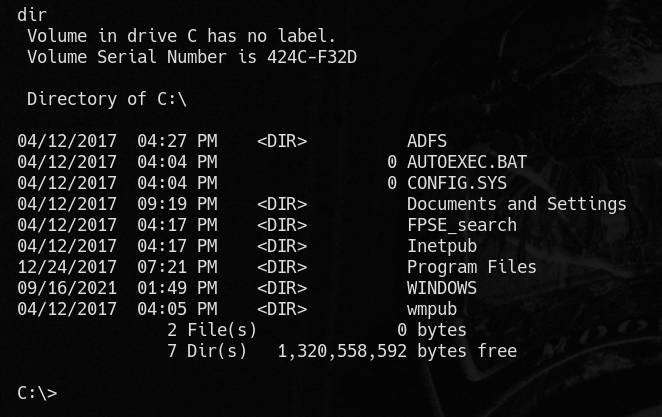 dir
 Volume in drive C has no label.
 Volume Serial Number is 424C-F32D

 Directory of C:\

04/12/2017  04:27 PM    <DIR>          ADFS
04/12/2017  04:04 PM                 0 AUTOEXEC.BAT
04/12/2017  04:04 PM                 0 CONFIG.SYS
04/12/2017  09:19 PM    <DIR>          Documents and Settings
04/12/2017  04:17 PM    <DIR>          FPSE_search
04/12/2017  04:17 PM    <DIR>          Inetpub
12/24/2017  07:21 PM    <DIR>          Program Files
09/16/2021  01:49 PM    <DIR>          WINDOWS
04/12/2017  04:05 PM    <DIR>          wmpub
               2 File(s)              0 bytes
               7 Dir(s)   1,320,558,592 bytes free

C:\>